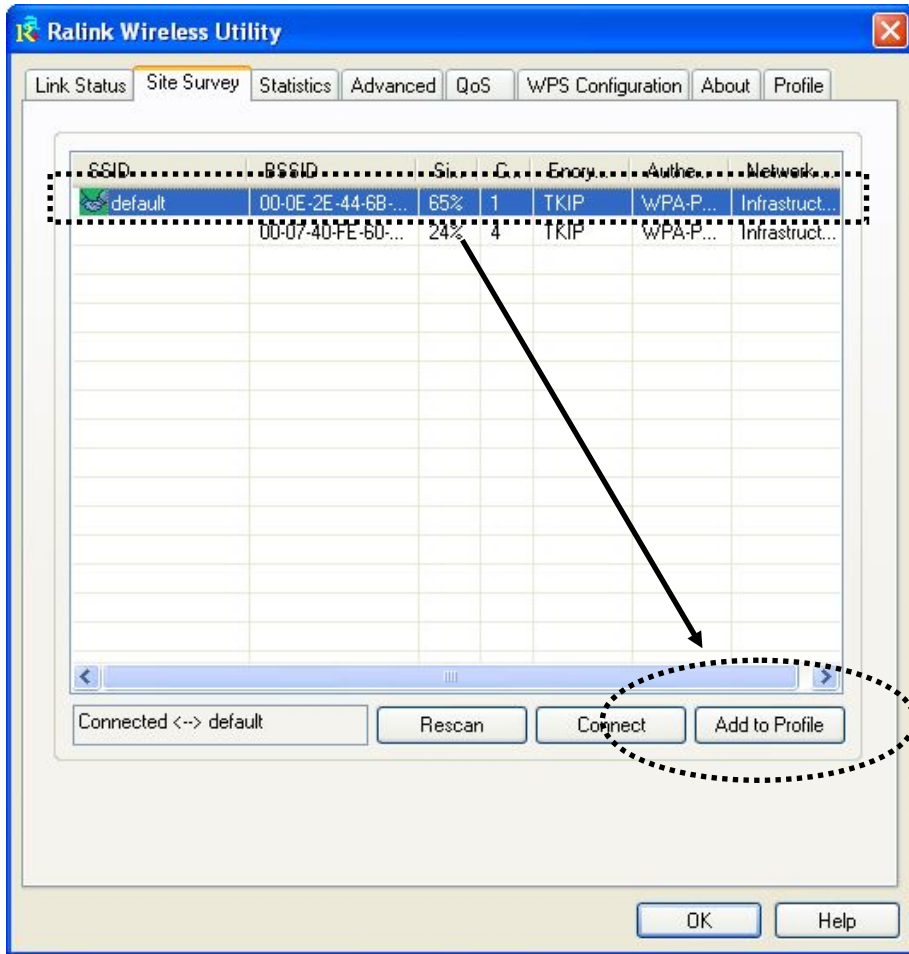 Ralink Wireless Utility
Link Status Site Survey Statistics Advanced QoS WPS Configuration About Profile
SSID BSSID Si... C... Encry... Authe... Network...
default 00-0E-2E-44-6B-... 65% 1 TKIP WPA-P... Infrastruct...
00-07-40-FE-60-... 24% 4 TKIP WPA-P... Infrastruct...
Connected <--> default Rescan Connect Add to Profile
OK Help